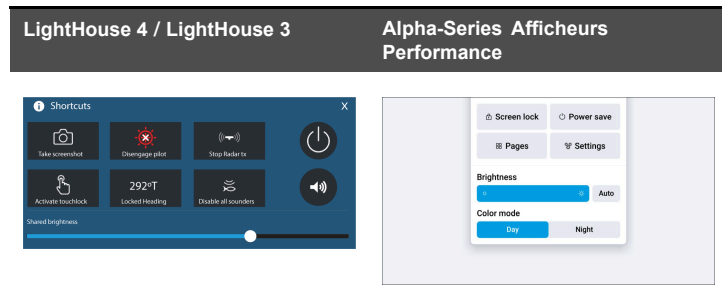 LightHouse 4 / LightHouse 3
Alpha-Series Afficheurs
Performance
Shortcuts
X
Take screenshot
Disengage pilot
Stop Radar tx
292ºT
Activate touchlock
Locked Heading
Disable all sounders
Shared brightness
Screen lock
Power save
Pages
Settings
Brightness
Auto
Color mode
Day
Night